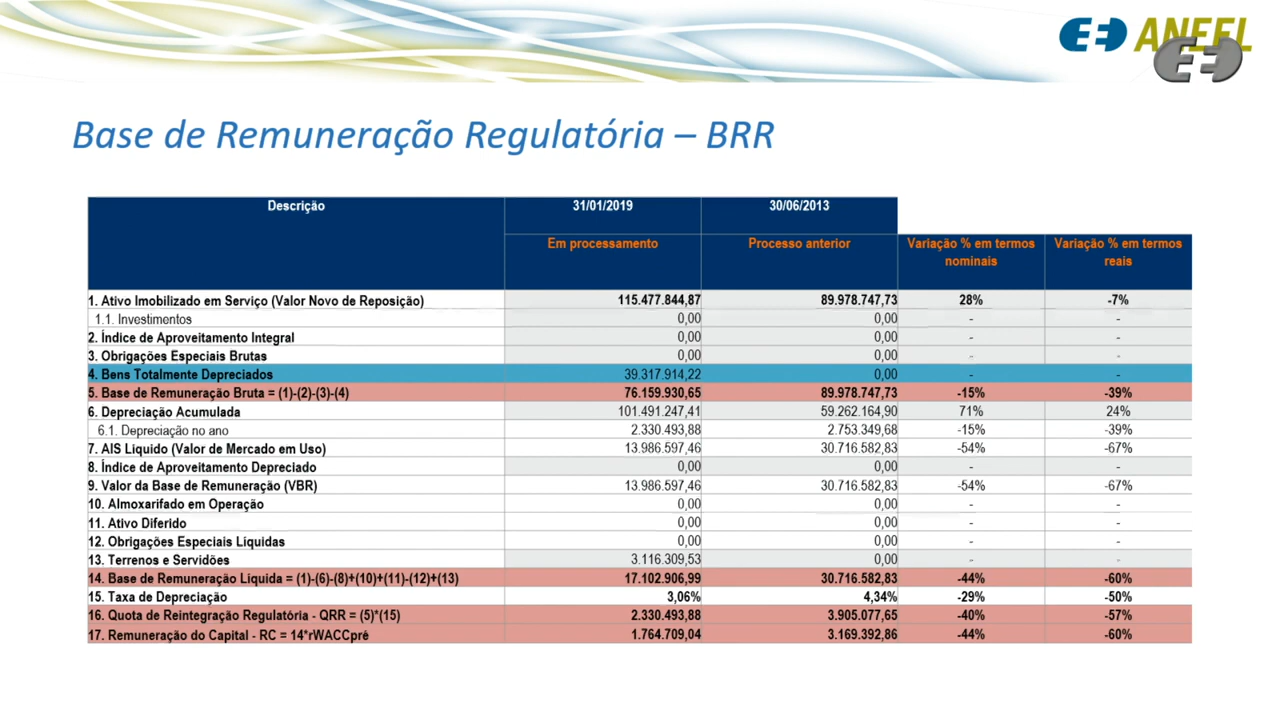 ANEEL
Base de Remuneração Regulatória – BRR
Descrição 31/01/2019 30/06/2013
Em processamento Processo anterior Variação % em termos nominais Variação % em termos reais
1. Ativo Imobilizado em Serviço (Valor Novo de Reposição) 115.477.844,87 89.978.747,73 28% -7%
1.1. Investimentos 0,00 0,00 - -
2. Índice de Aproveitamento Integral 0,00 0,00 - -
3. Obrigações Especiais Brutas 0,00 0,00 - -
4. Bens Totalmente Depreciados 39.317.914,22 0,00 - -
5. Base de Remuneração Bruta = (1)-(2)-(3)-(4) 76.159.930,65 89.978.747,73 -15% -39%
6. Depreciação Acumulada 101.491.247,41 59.262.164,90 71% 24%
6.1. Depreciação no ano 2.330.493,88 2.753.349,68 -15% -39%
7. AIS Líquido (Valor de Mercado em Uso) 13.986.597,46 30.716.582,83 -54% -67%
8. Índice de Aproveitamento Depreciado 0,00 0,00 - -
9. Valor da Base de Remuneração (VBR) 13.986.597,46 30.716.582,83 -54% -67%
10. Almoxarifado em Operação 0,00 0,00 - -
11. Ativo Diferido 0,00 0,00 - -
12. Obrigações Especiais Líquidas 0,00 0,00 - -
13. Terrenos e Servidões 3.116.309,53 0,00 - -
14. Base de Remuneração Líquida = (1)-(6)-(8)+(10)+(11)-(12)+(13) 17.102.906,99 30.716.582,83 -44% -60%
15. Taxa de Depreciação 3,06% 4,34% -29% -50%
16. Quota de Reintegração Regulatória - QRR = (5)*(15) 2.330.493,88 3.905.077,65 -40% -57%
17. Remuneração do Capital - RC = 14*rWACCpré 1.764.709,04 3.169.392,86 -44% -60%